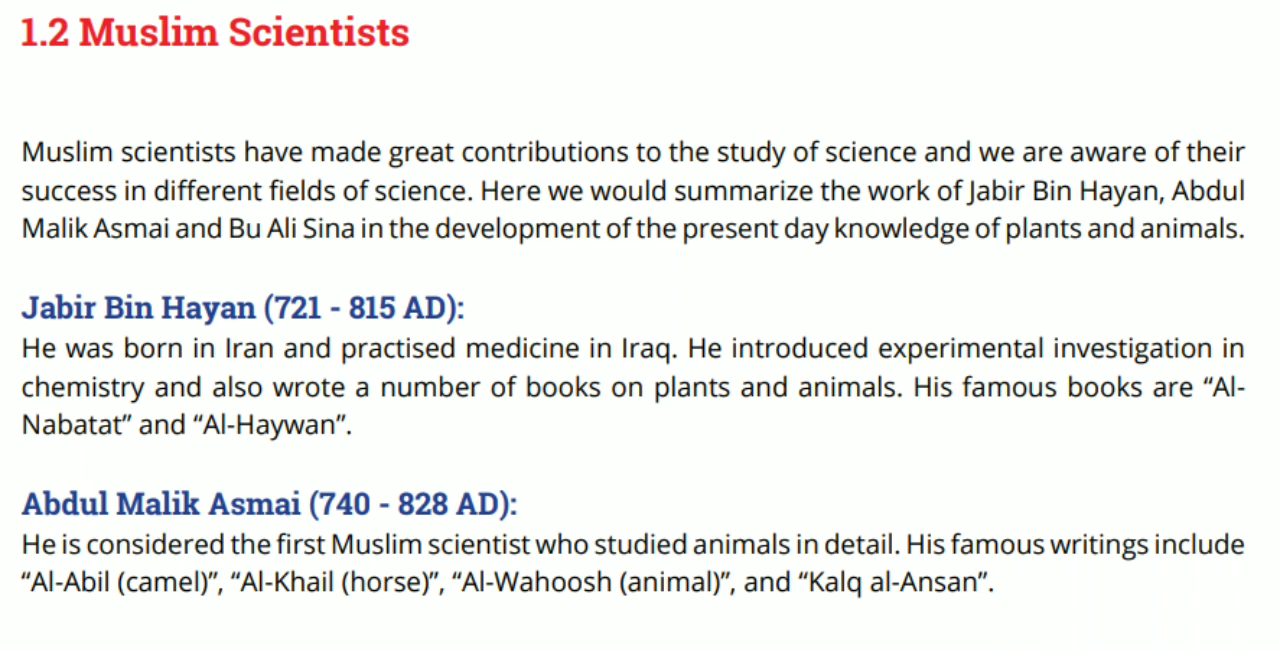 1.2 Muslim Scientists
Muslim scientists have made great contributions to the study of science and we are aware of their
success in different fields of science. Here we would summarize the work of Jabir Bin Hayan, Abdul
Malik Asmai and Bu Ali Sina in the development of the present day knowledge of plants and animals.
Jabir Bin Hayan (721 - 815 AD):
He was born in Iran and practised medicine in Iraq. He introduced experimental investigation in
chemistry and also wrote a number of books on plants and animals. His famous books are “Al-
Nabatat” and “Al-Haywan”.
Abdul Malik Asmai (740 - 828 AD):
He is considered the first Muslim scientist who studied animals in detail. His famous writings include
“Al-Abil (camel)”, “Al-Khail (horse)”, “Al-Wahoosh (animal)”, and “Kalq al-Ansan”.